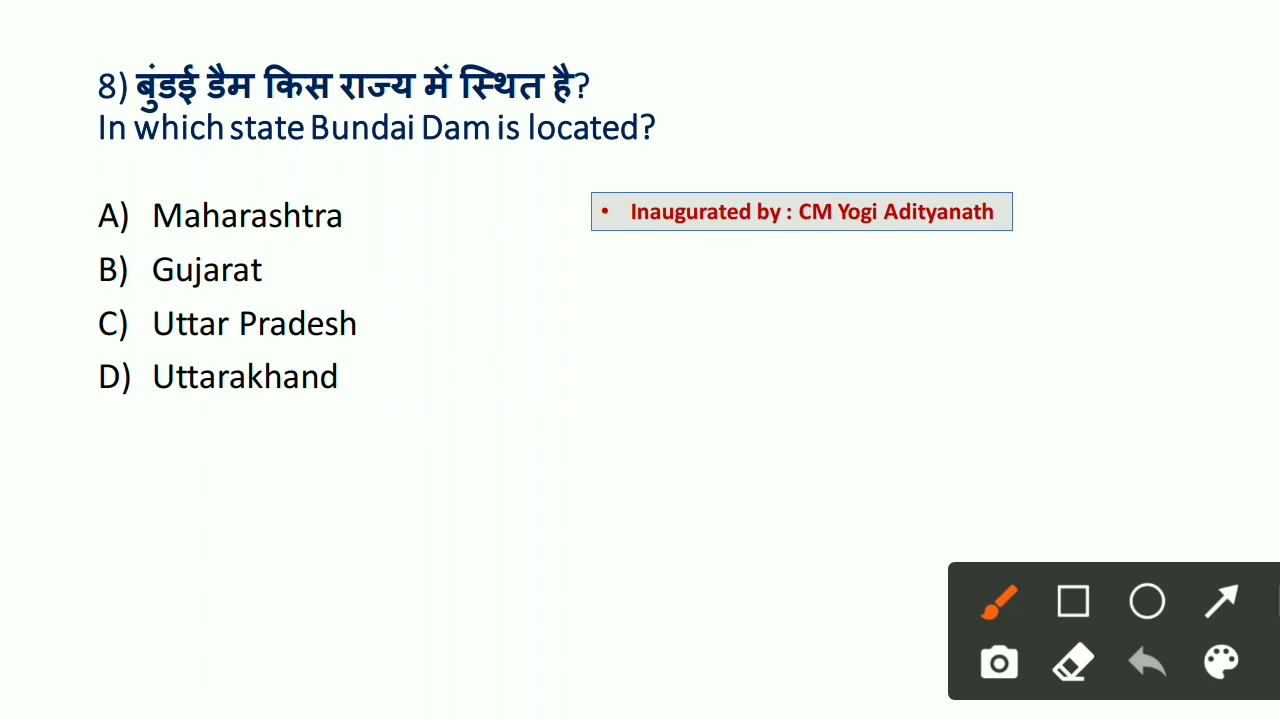 8) बुंडई डैम किस राज्य में स्थित है?
In which state Bundai Dam is located?
A) Maharashtra
• Inaugurated by : CM Yogi Adityanath
B) Gujarat
C) Uttar Pradesh
D) Uttarakhand